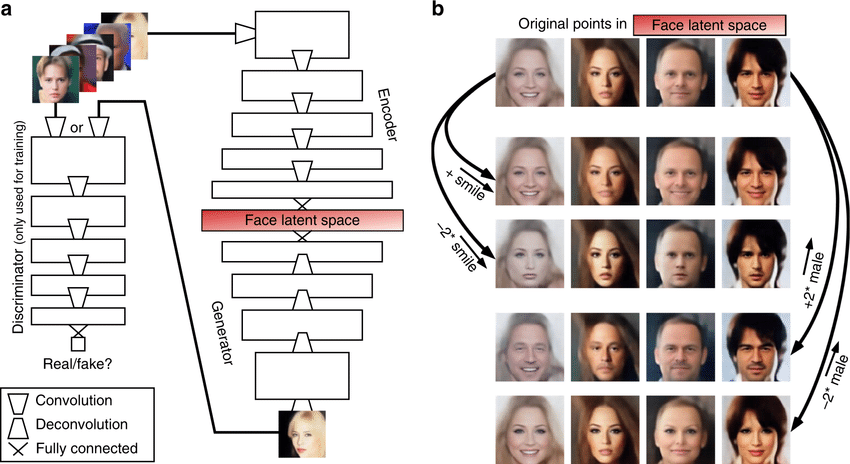 a
or
Discriminator (only used for training)
Real/fake?
Convolution
Deconvolution
Fully connected
Encoder
Face latent space
Generator
b
Original points in Face latent space
+ smile
−2* smile
+2* male
−2* male